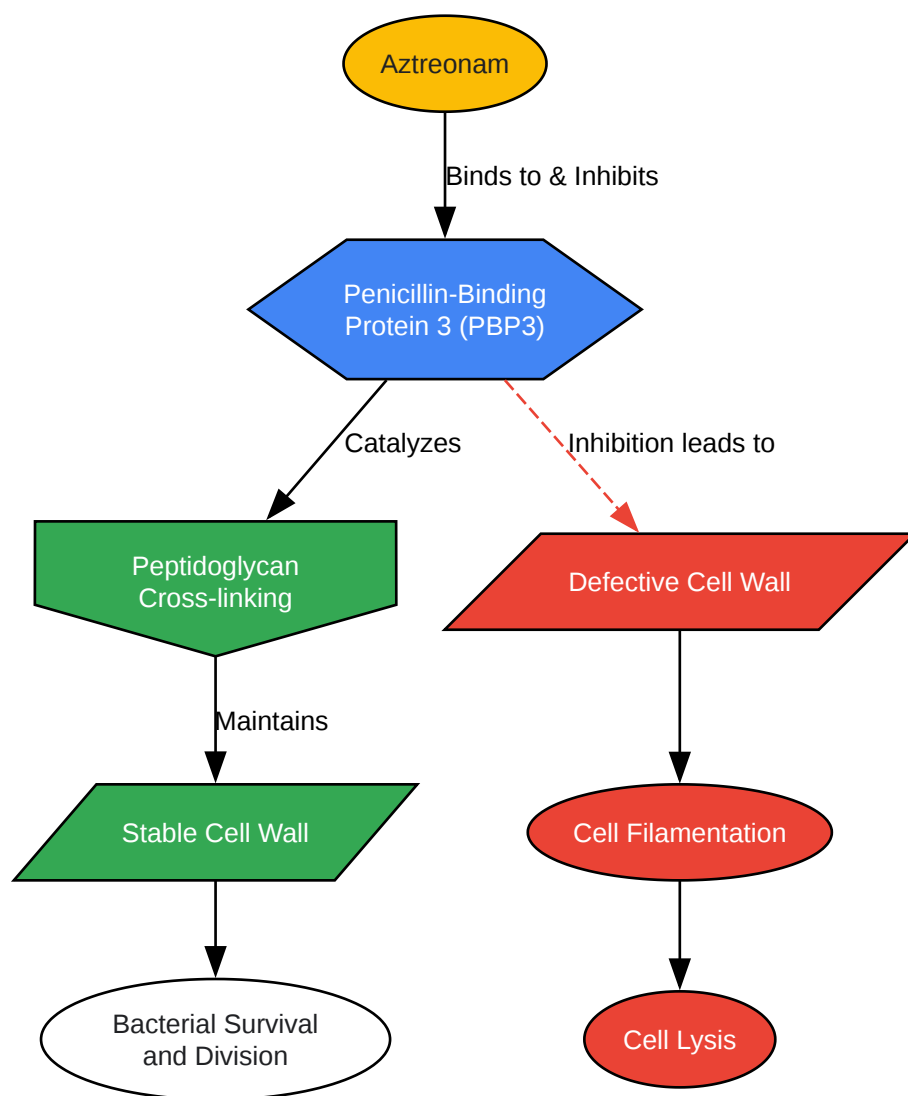 Aztreonam
Binds to & Inhibits
Penicillin-Binding
Protein 3 (PBP3)
Catalyzes
Inhibition leads to
Peptidoglycan
Cross-linking
Defective Cell Wall
Maintains
Stable Cell Wall
Cell Filamentation
Bacterial Survival
and Division
Cell Lysis